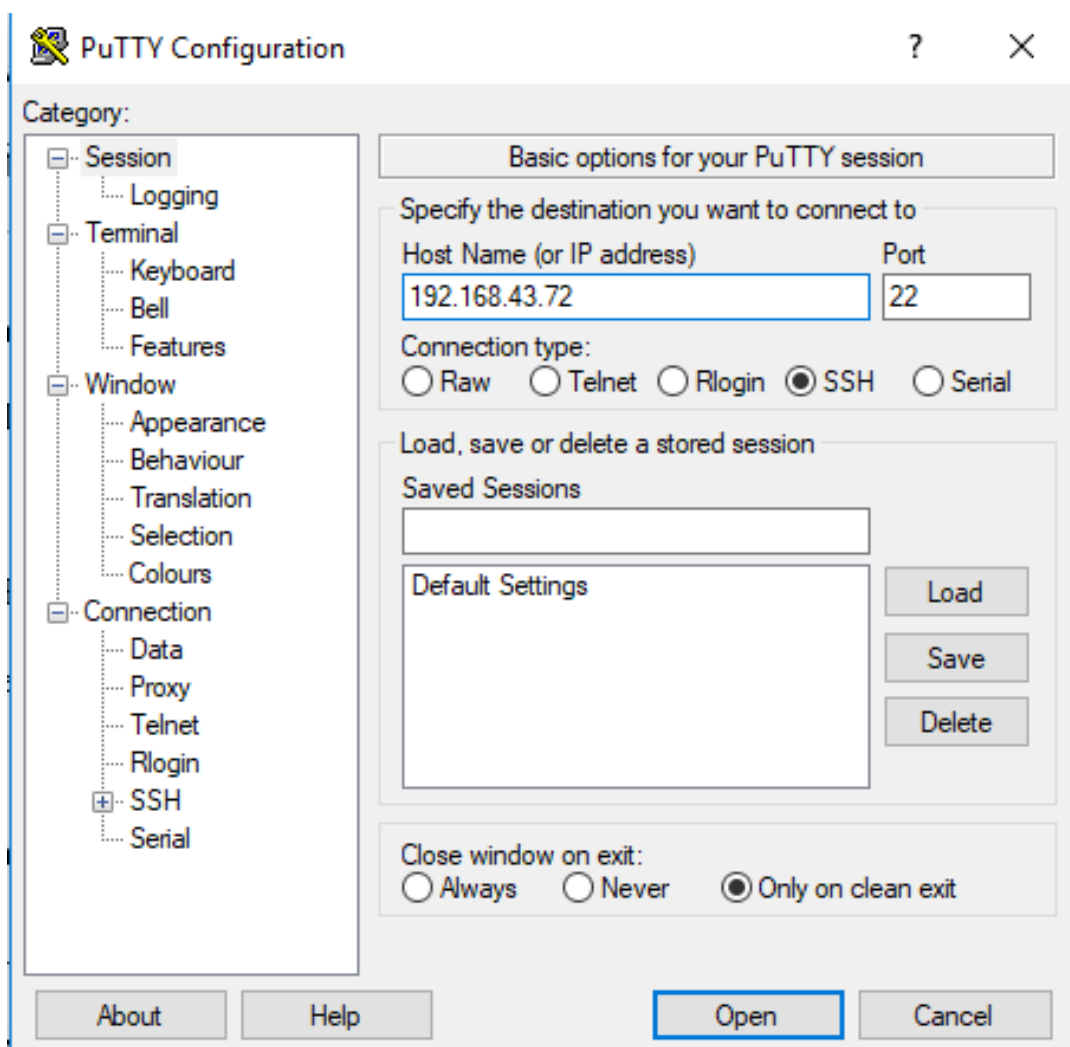 PuTTY Configuration
?
Category:
Session
Logging
Terminal
Keyboard
Bell
Features
Window
Appearance
Behaviour
Translation
Selection
Colours
Connection
Data
Proxy
Telnet
Rlogin
SSH
Serial
Basic options for your PuTTY session
Specify the destination you want to connect to
Host Name (or IP address) Port
192.168.43.72 22
Connection type:
Raw Telnet Rlogin SSH Serial
Load, save or delete a stored session
Saved Sessions
Default Settings
Load
Save
Delete
Close window on exit:
Always Never Only on clean exit
About Help Open Cancel